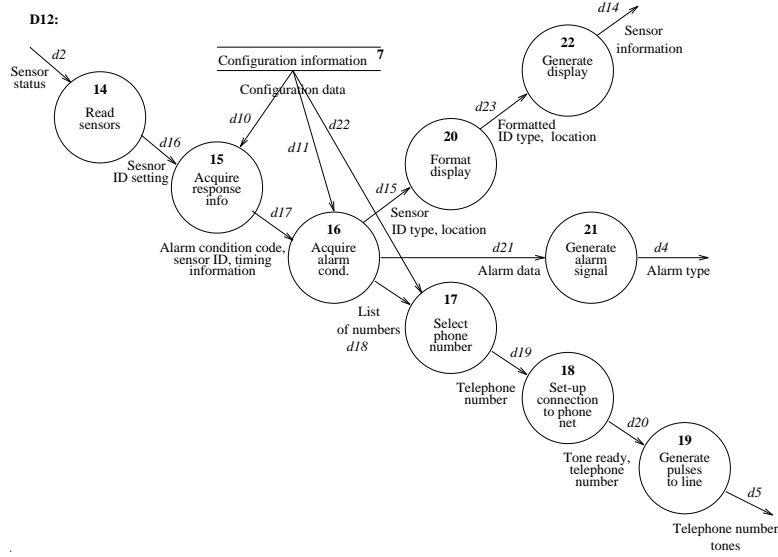 D12:
d14
Sensor
information
22
Generate
display
d2
Sensor
status
Configuration information 7
Configuration data
14
Read
sensors
d10
d22
d23
Formatted
ID type, location
d16
Sesnor
ID setting
d11
20
Format
display
15
Acquire
response
info
d15
Sensor
ID type, location
d17
Alarm condition code,
sensor ID, timing
information
16
Acquire
alarm
cond.
d21
Alarm data
21
Generate
alarm
signal
d4
Alarm type
List
of numbers
d18
17
Select
phone
number
d19
Telephone
number
18
Set-up
connection
to phone
net
d20
Tone ready,
telephone
number
19
Generate
pulses
to line
d5
Telephone number
tones